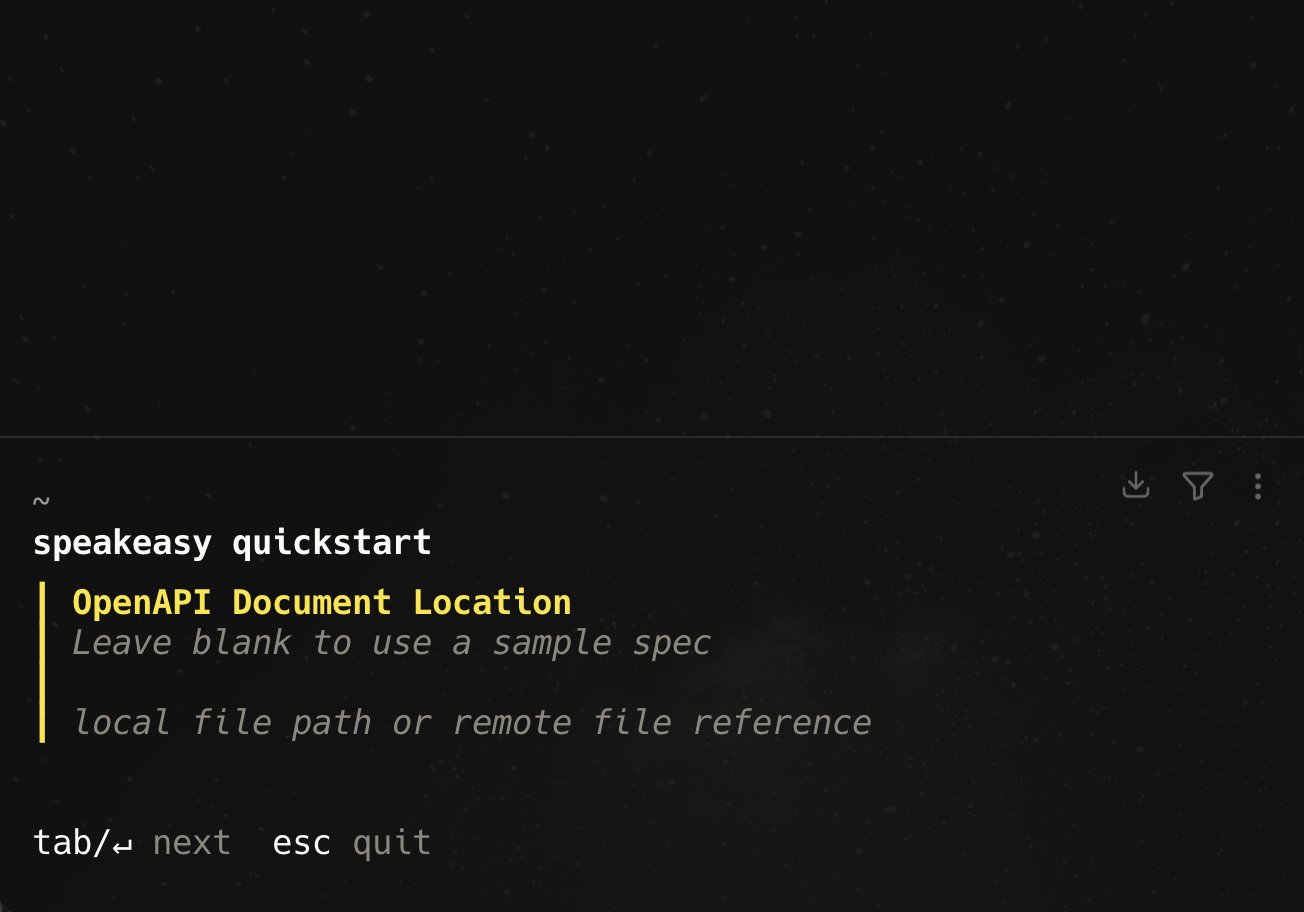 ~
speakeasy quickstart
OpenAPI Document Location
Leave blank to use a sample spec
local file path or remote file reference
tab/↵ next  esc quit